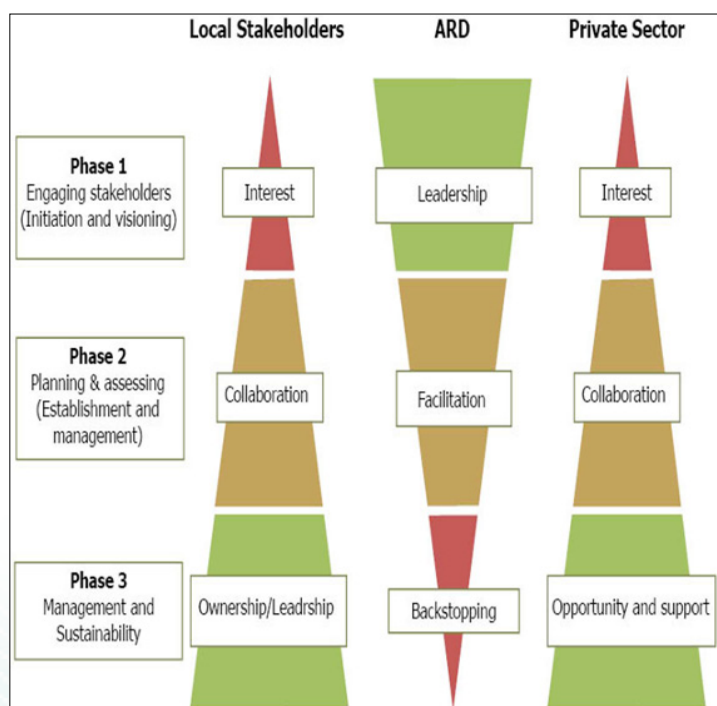 Local Stakeholders
ARD
Private Sector
Phase 1
Engaging stakeholders
(Initiation and visioning)
Interest
Leadership
Interest
Phase 2
Planning & assessing
(Establishment and
management)
Collaboration
Facilitation
Collaboration
Phase 3
Management and
Sustainability
Ownership/Leadrship
Backstopping
Opportunity and support